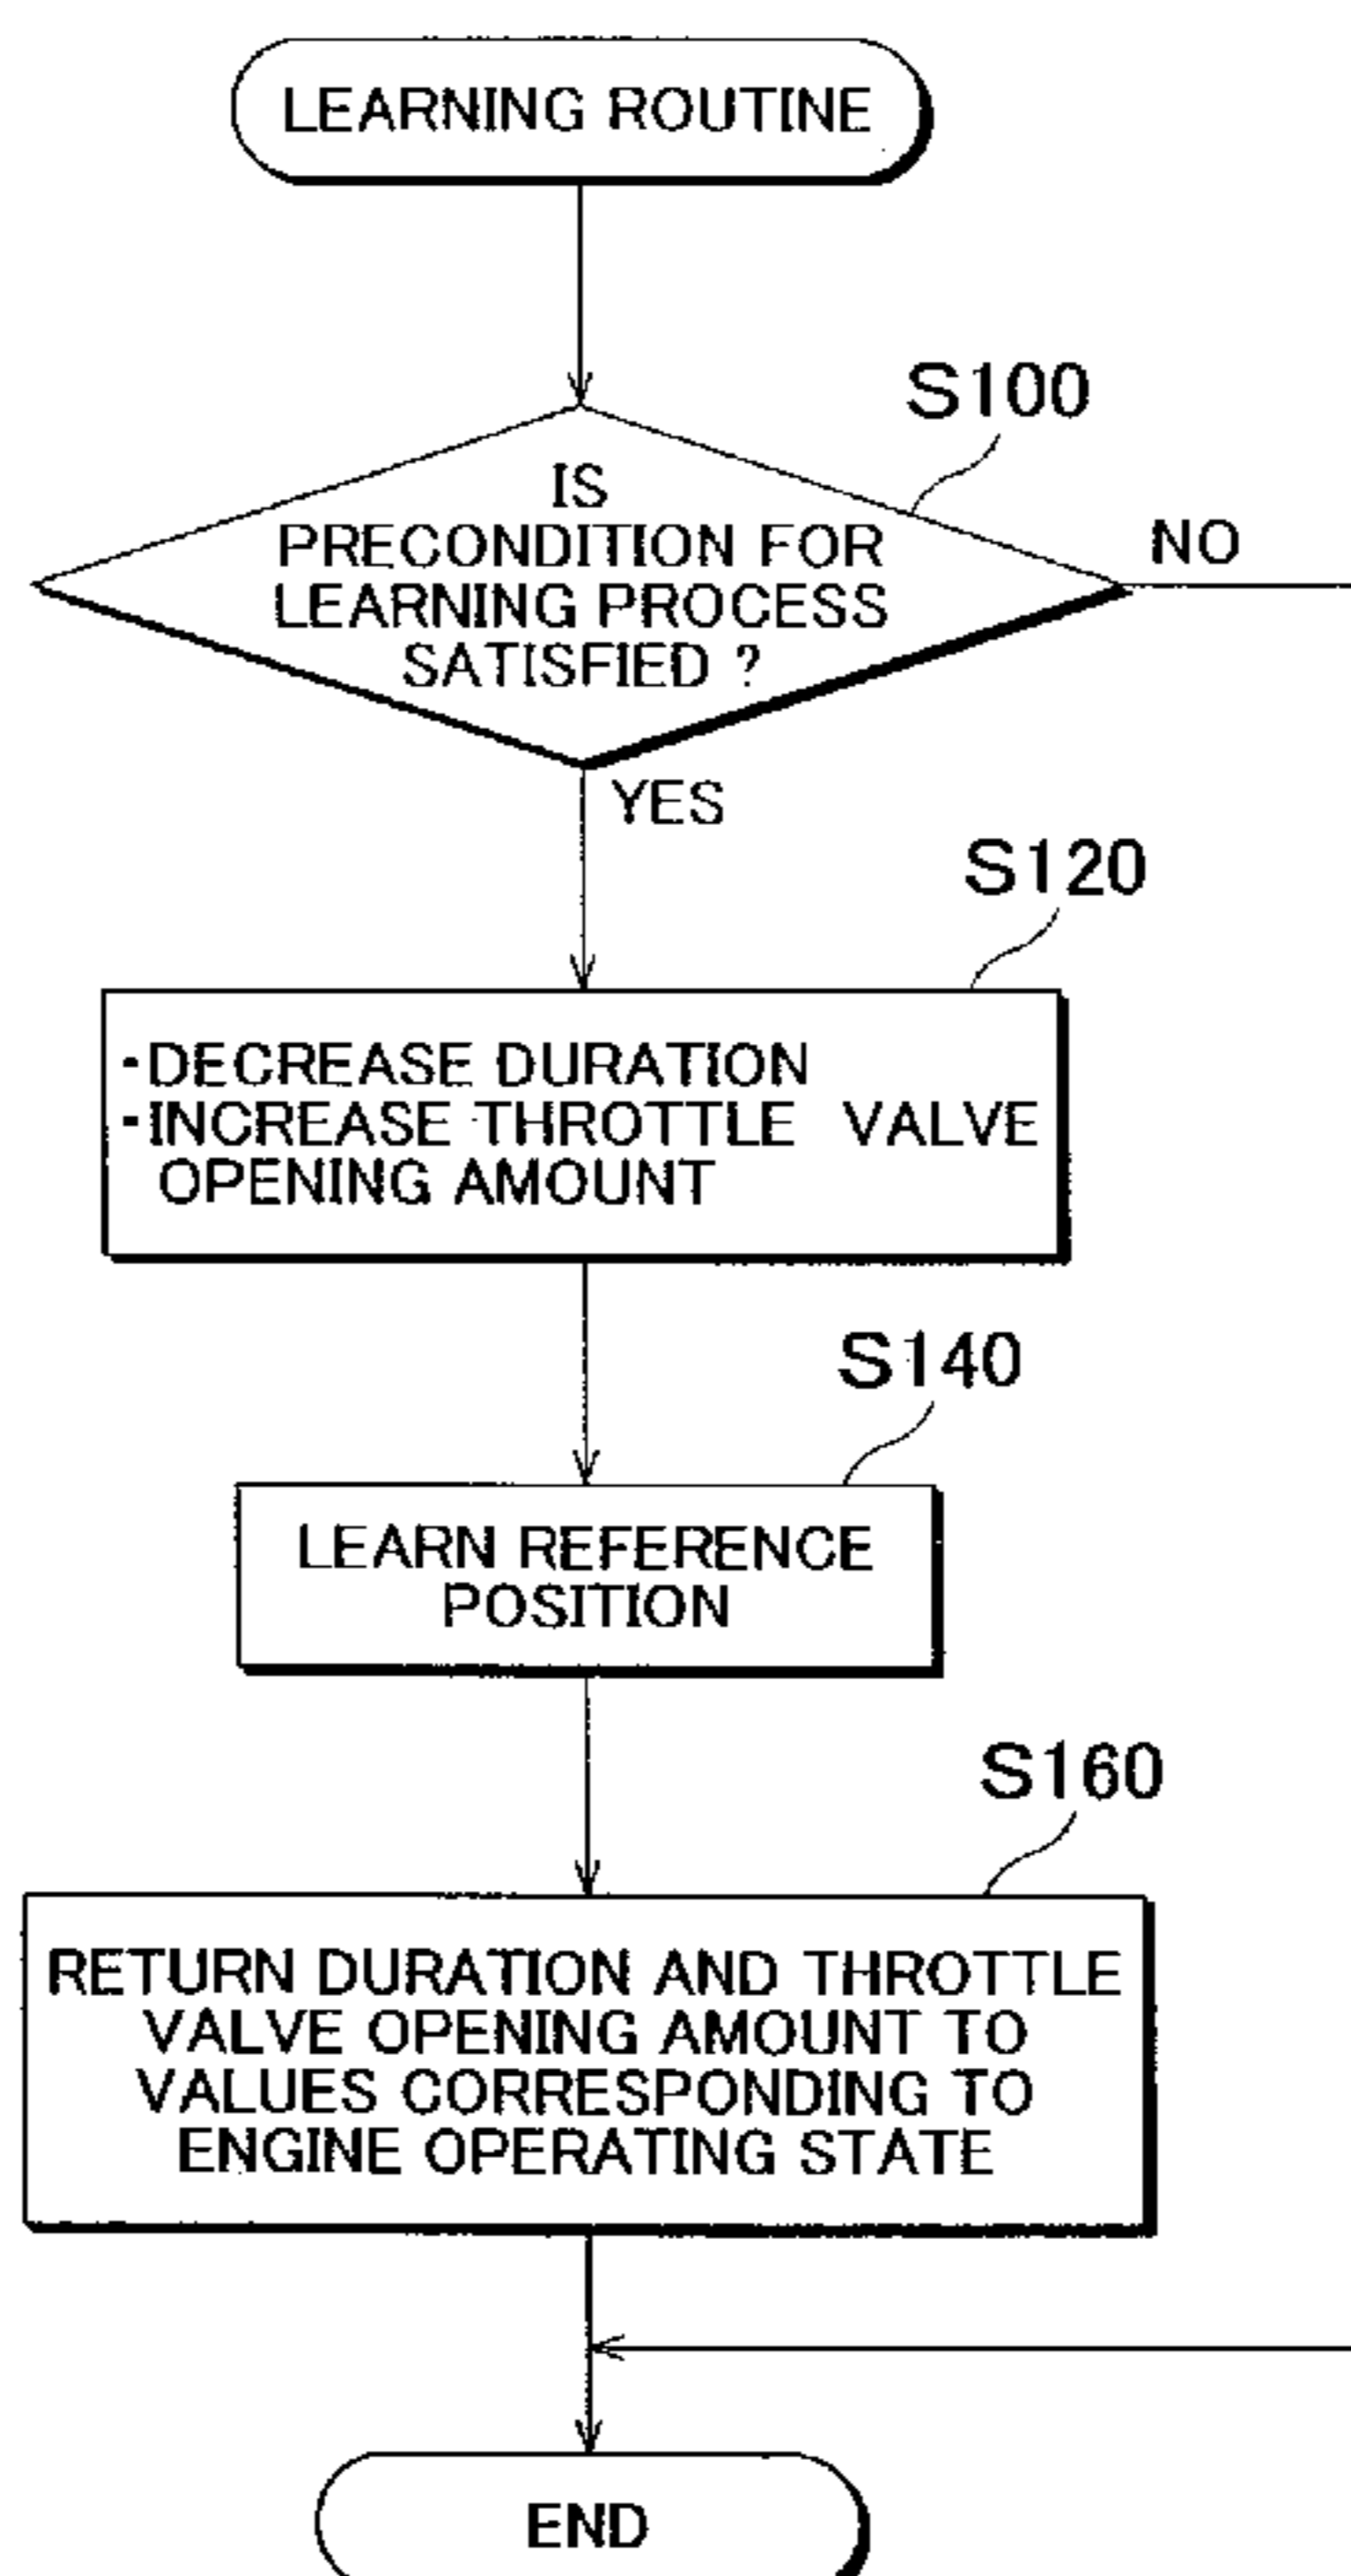 LEARNING ROUTINE
S100
IS
PRECONDITION FOR
LEARNING PROCESS
SATISFIED ?
NO
YES
S120
·DECREASE DURATION
·INCREASE THROTTLE VALVE
OPENING AMOUNT
S140
LEARN REFERENCE
POSITION
S160
RETURN DURATION AND THROTTLE
VALVE OPENING AMOUNT TO
VALUES CORRESPONDING TO
ENGINE OPERATING STATE
END